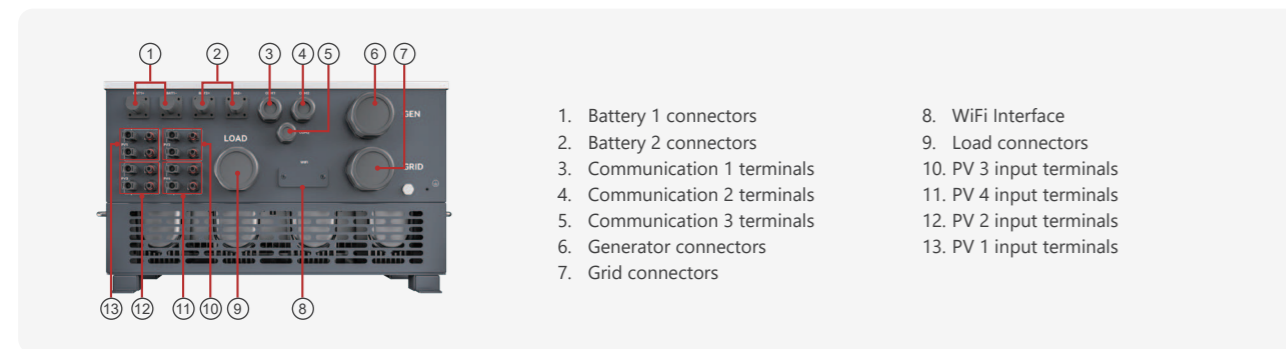 1 2 3 4 5 6 7
GEN
LOAD
GRID
13 12 11 10 9 8
1. Battery 1 connectors
2. Battery 2 connectors
3. Communication 1 terminals
4. Communication 2 terminals
5. Communication 3 terminals
6. Generator connectors
7. Grid connectors
8. WiFi Interface
9. Load connectors
10. PV 3 input terminals
11. PV 4 input terminals
12. PV 2 input terminals
13. PV 1 input terminals